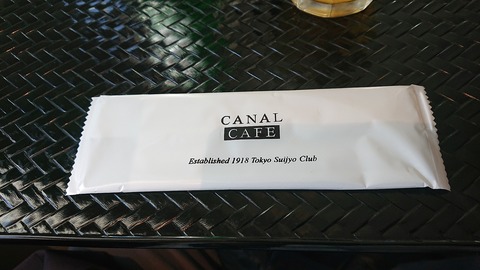 CANAL
CAFE
Established 1918 Tokyo Suijyo Club